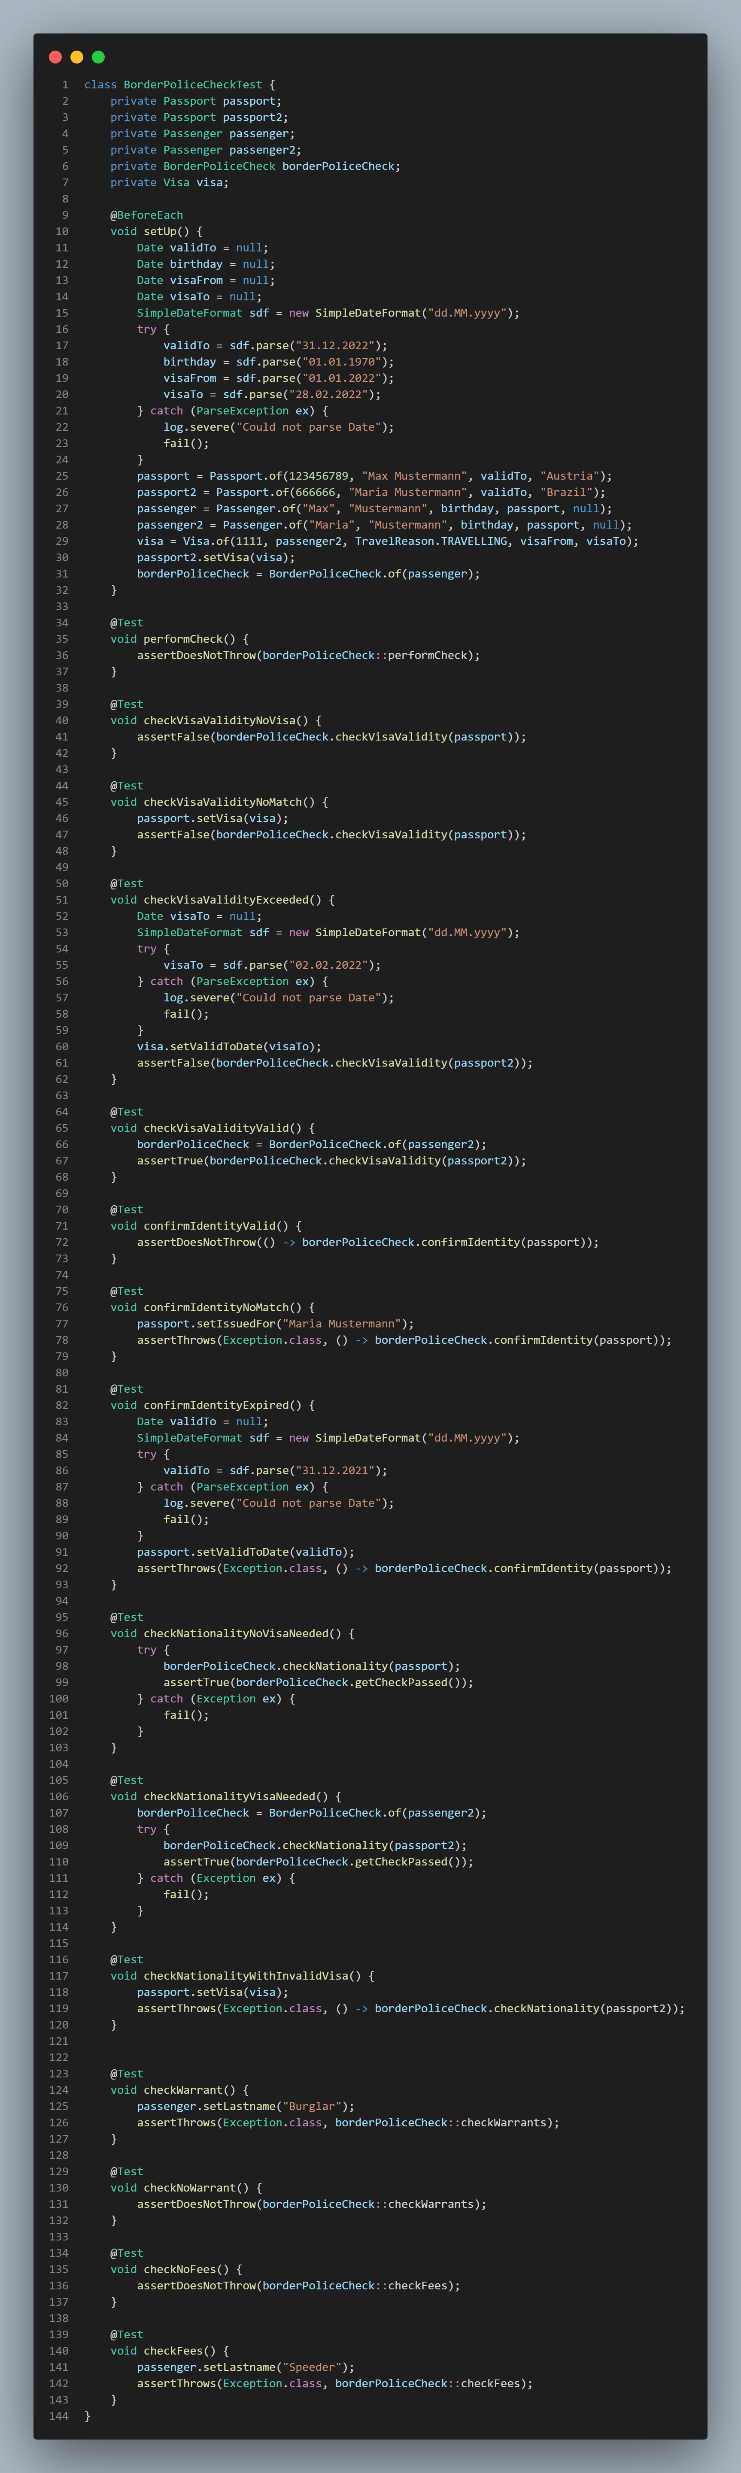 1 class BorderPoliceCheckTest {
2     private Passport passport;
3     private Passport passport2;
4     private Passenger passenger;
5     private Passenger passenger2;
6     private BorderPoliceCheck borderPoliceCheck;
7     private Visa visa;
8
9     @BeforeEach
10     void setUp() {
11         Date validTo = null;
12         Date birthday = null;
13         Date visaFrom = null;
14         Date visaTo = null;
15         SimpleDateFormat sdf = new SimpleDateFormat("dd.MM.yyyy");
16         try {
17             validTo = sdf.parse("31.12.2022");
18             birthday = sdf.parse("01.01.1970");
19             visaFrom = sdf.parse("01.01.2022");
20             visaTo = sdf.parse("28.02.2022");
21         } catch (ParseException ex) {
22             log.severe("Could not parse Date");
23             fail();
24         }
25         passport = Passport.of(123456789, "Max Mustermann", validTo, "Austria");
26         passport2 = Passport.of(666666, "Maria Mustermann", validTo, "Brazil");
27         passenger = Passenger.of("Max", "Mustermann", birthday, passport, null);
28         passenger2 = Passenger.of("Maria", "Mustermann", birthday, passport, null);
29         visa = Visa.of(1111, passenger2, TravelReason.TRAVELLING, visaFrom, visaTo);
30         passport2.setVisa(visa);
31         borderPoliceCheck = BorderPoliceCheck.of(passenger);
32     }
33
34     @Test
35     void performCheck() {
36         assertDoesNotThrow(borderPoliceCheck::performCheck);
37     }
38
39     @Test
40     void checkVisaValidityNoVisa() {
41         assertFalse(borderPoliceCheck.checkVisaValidity(passport));
42     }
43
44     @Test
45     void checkVisaValidityNoMatch() {
46         passport.setVisa(visa);
47         assertFalse(borderPoliceCheck.checkVisaValidity(passport));
48     }
49
50     @Test
51     void checkVisaValidityExceeded() {
52         Date visaTo = null;
53         SimpleDateFormat sdf = new SimpleDateFormat("dd.MM.yyyy");
54         try {
55             visaTo = sdf.parse("02.02.2022");
56         } catch (ParseException ex) {
57             log.severe("Could not parse Date");
58             fail();
59         }
60         visa.setValidToDate(visaTo);
61         assertFalse(borderPoliceCheck.checkVisaValidity(passport2));
62     }
63
64     @Test
65     void checkVisaValidityValid() {
66         borderPoliceCheck = BorderPoliceCheck.of(passenger2);
67         assertTrue(borderPoliceCheck.checkVisaValidity(passport2));
68     }
69
70     @Test
71     void confirmIdentityValid() {
72         assertDoesNotThrow(() -> borderPoliceCheck.confirmIdentity(passport));
73     }
74
75     @Test
76     void confirmIdentityNoMatch() {
77         passport.setIssuedFor("Maria Mustermann");
78         assertThrows(Exception.class, () -> borderPoliceCheck.confirmIdentity(passport));
79     }
80
81     @Test
82     void confirmIdentityExpired() {
83         Date validTo = null;
84         SimpleDateFormat sdf = new SimpleDateFormat("dd.MM.yyyy");
85         try {
86             validTo = sdf.parse("31.12.2021");
87         } catch (ParseException ex) {
88             log.severe("Could not parse Date");
89             fail();
90         }
91         passport.setValidToDate(validTo);
92         assertThrows(Exception.class, () -> borderPoliceCheck.confirmIdentity(passport));
93     }
94
95     @Test
96     void checkNationalityNoVisaNeeded() {
97         try {
98             borderPoliceCheck.checkNationality(passport);
99             assertTrue(borderPoliceCheck.getCheckPassed());
100         } catch (Exception ex) {
101             fail();
102         }
103     }
104
105     @Test
106     void checkNationalityVisaNeeded() {
107         borderPoliceCheck = BorderPoliceCheck.of(passenger2);
108         try {
109             borderPoliceCheck.checkNationality(passport2);
110             assertTrue(borderPoliceCheck.getCheckPassed());
111         } catch (Exception ex) {
112             fail();
113         }
114     }
115
116     @Test
117     void checkNationalityWithInvalidVisa() {
118         passport.setVisa(visa);
119         assertThrows(Exception.class, () -> borderPoliceCheck.checkNationality(passport2));
120     }
121
122
123     @Test
124     void checkWarrant() {
125         passenger.setLastname("Burglar");
126         assertThrows(Exception.class, borderPoliceCheck::checkWarrants);
127     }
128
129     @Test
130     void checkNoWarrant() {
131         assertDoesNotThrow(borderPoliceCheck::checkWarrants);
132     }
133
134     @Test
135     void checkNoFees() {
136         assertDoesNotThrow(borderPoliceCheck::checkFees);
137     }
138
139     @Test
140     void checkFees() {
141         passenger.setLastname("Speeder");
142         assertThrows(Exception.class, borderPoliceCheck::checkFees);
143     }
144 }